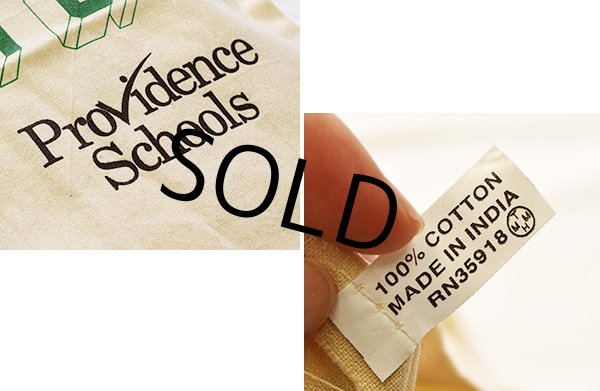 Providence
Schools
SOLD
100% COTTON
MADE IN INDIA
RN35918